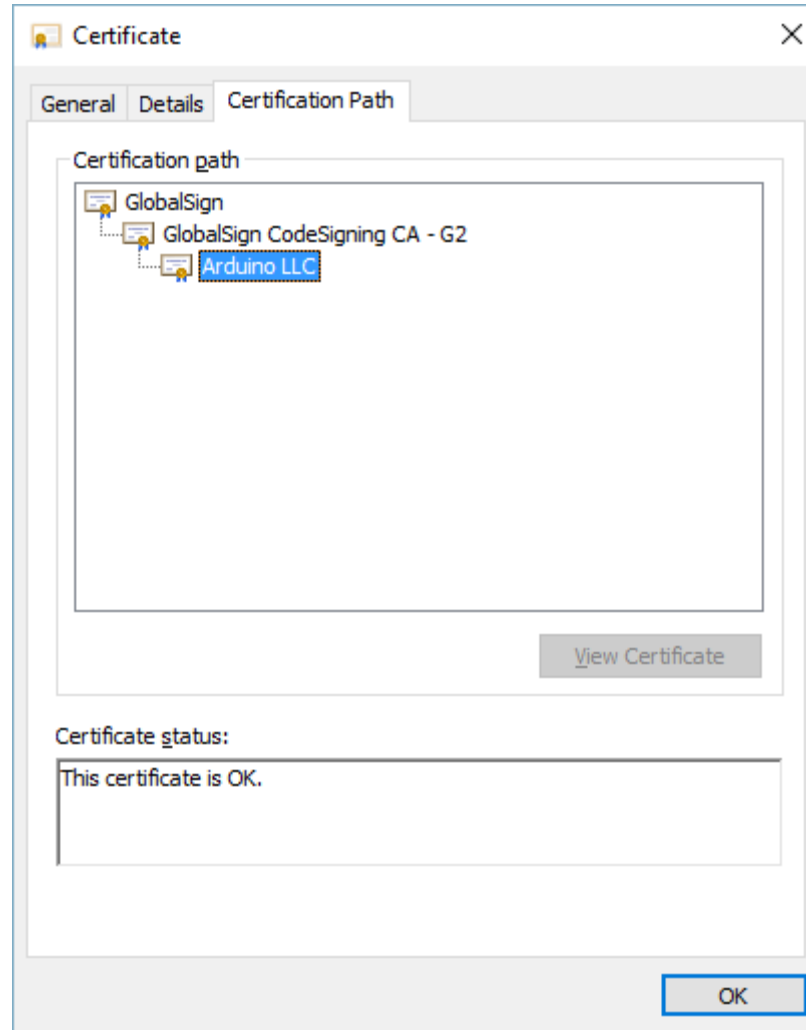 Certificate
General Details Certification Path
Certification path
GlobalSign
GlobalSign CodeSigning CA - G2
Arduino LLC
View Certificate
Certificate status:
This certificate is OK.
OK